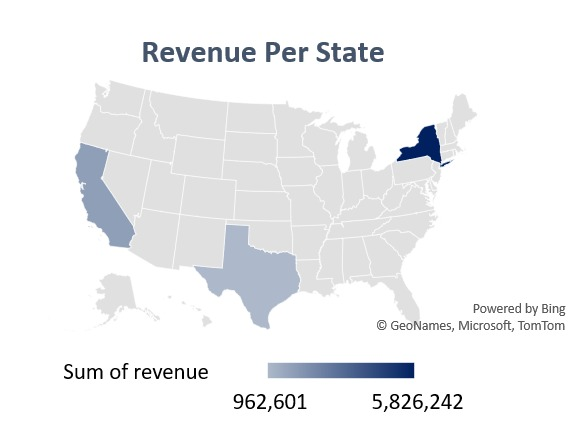 Revenue Per State
Powered by Bing
© GeoNames, Microsoft, TomTom
Sum of revenue
962,601 5,826,242